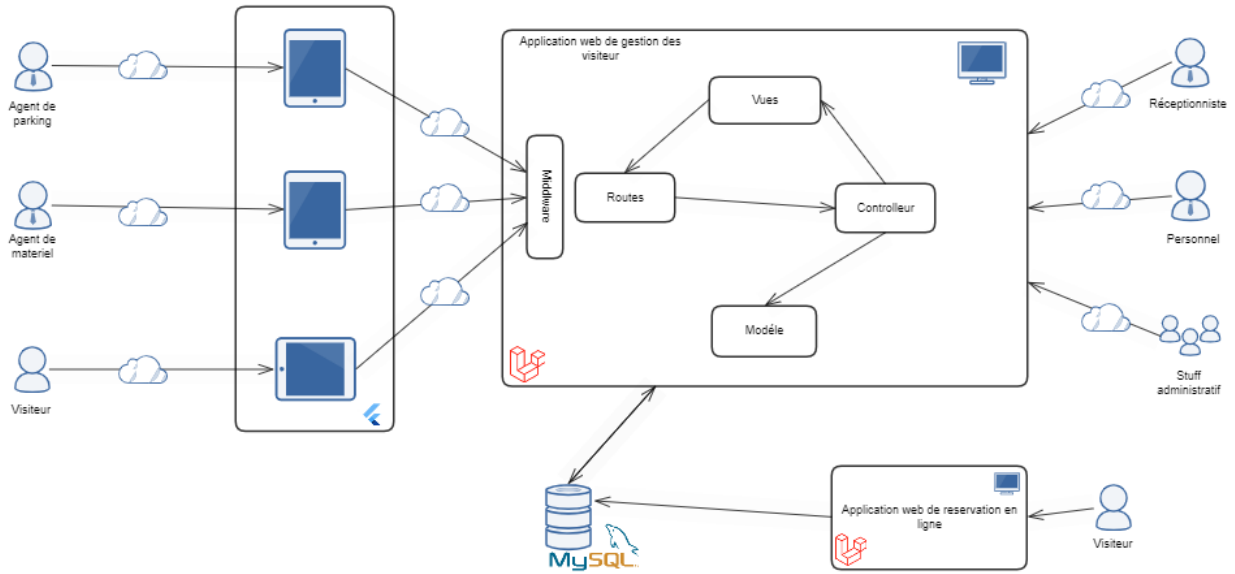 Application web de gestion des
visiteur
Agent de
parking
Vues
Réceptionniste
Middlware
Routes
Controlleur
Agent de
materiel
Personnel
Modéle
Visiteur
Stuff
administratif
Application web de reservation en
ligne
Visiteur
MySQL